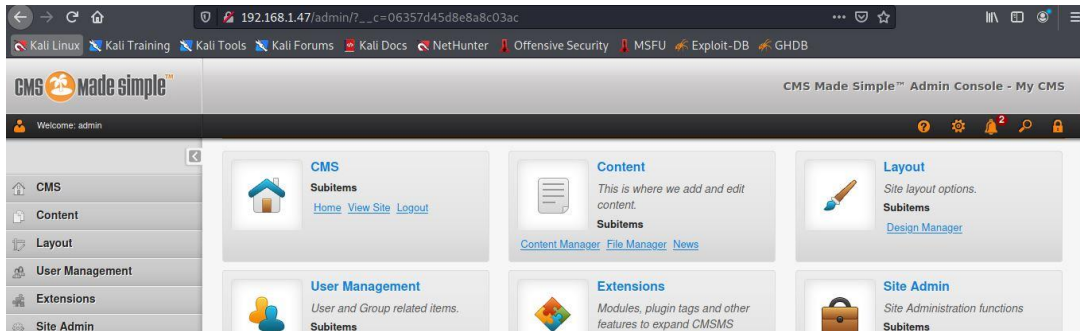 192.168.1.47/admin/?__c=06357d45d8e8a8c03ac
Kali Linux Kali Training Kali Tools Kali Forums Kali Docs NetHunter Offensive Security MSFU Exploit-DB GHDB
CMS made simple™
CMS Made Simple™ Admin Console - My CMS
Welcome: admin
2
CMS
Content
Layout
User Management
Extensions
Site Admin
CMS
Subitems
Home View Site Logout
Content
This is where we add and edit
content.
Subitems
Content Manager File Manager News
Layout
Site layout options.
Subitems
Design Manager
User Management
User and Group related items.
Subitems
Extensions
Modules, plugin tags and other
features to expand CMSMS
Site Admin
Site Administration functions
Subitems